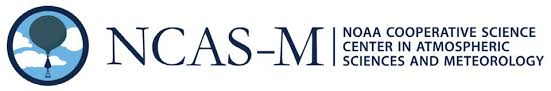 NCAS-M
NOAA COOPERATIVE SCIENCE
CENTER IN ATMOSPHERIC
SCIENCES AND METEOROLOGY